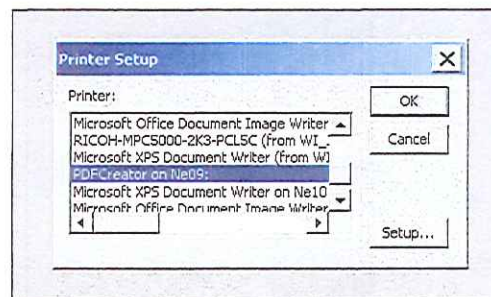 Printer Setup
Printer:
Microsoft Office Document Image Writer
RICOH-MPC5000-2K3-PCL5C (from WI_
Microsoft XPS Document Writer (from WI
PDFCreator on Ne09:
Microsoft XPS Document Writer on Ne10
Microsoft Office Document Image Writer
OK
Cancel
Setup...